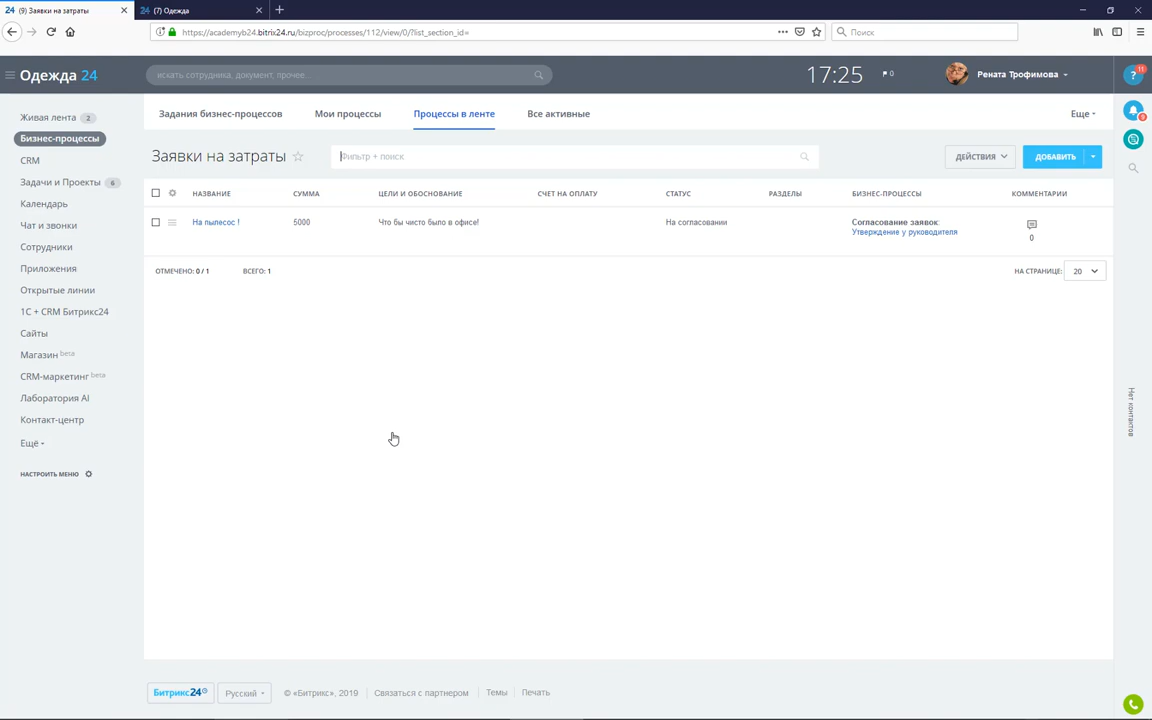 24 (9) Заявки на затраты
24 (7) Одежда
https://academyb24.bitrix24.ru/bizproc/processes/112/view/0/?list_section_id=
Поиск
Одежда 24
искать сотрудника, документ, прочее...
17:25
0
Рената Трофимова
?
11
Живая лента 2
Бизнес-процессы
CRM
Задачи и Проекты 6
Календарь
Чат и звонки
Сотрудники
Приложения
Открытые линии
1С + CRM Битрикс24
Сайты
Магазин beta
CRM-маркетинг beta
Лаборатория AI
Контакт-центр
Ещё
НАСТРОИТЬ МЕНЮ
Задания бизнес-процессов
Мои процессы
Процессы в ленте
Все активные
Еще
Заявки на затраты
Фильтр + поиск
ДЕЙСТВИЯ
ДОБАВИТЬ
НАЗВАНИЕ
СУММА
ЦЕЛИ И ОБОСНОВАНИЕ
СЧЕТ НА ОПЛАТУ
СТАТУС
РАЗДЕЛЫ
БИЗНЕС-ПРОЦЕССЫ
КОММЕНТАРИИ
На пылесос !
5000
Что бы чисто было в офисе!
На согласовании
Согласование заявок:
Утверждение у руководителя
0
ОТМЕЧЕНО: 0 / 1
ВСЕГО: 1
НА СТРАНИЦЕ:
20
Нет контактов
Битрикс24
Русский
© «Битрикс», 2019
Связаться с партнером
Темы
Печать